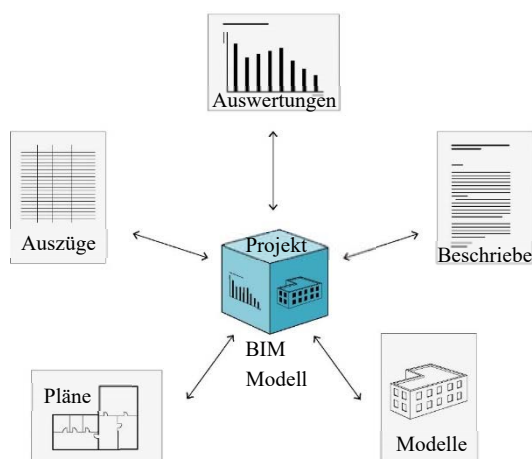 Auswertungen
Auszüge
Beschriebe
Projekt
BIM
Modell
Pläne
Modelle